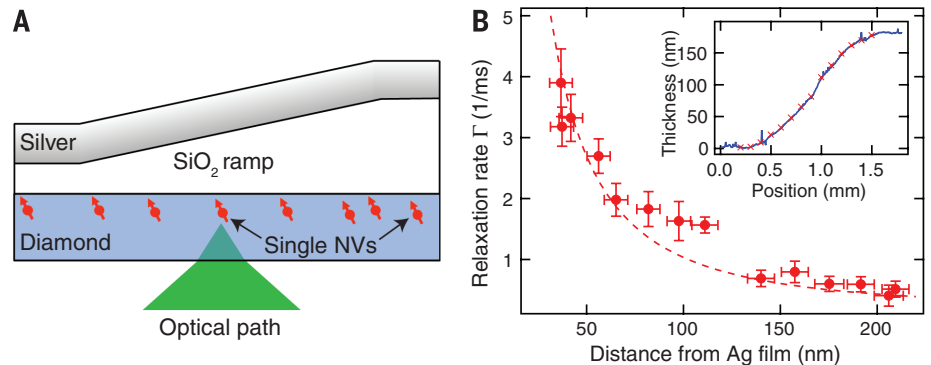 A
Silver
SiO2 ramp
Diamond
Single NVs
Optical path
B
Relaxation rate Γ (1/ms)
5
4
3
2
1
50
100
150
200
Distance from Ag film (nm)
Thickness (nm)
150
100
50
0
0.0
0.5
1.0
1.5
Position (mm)